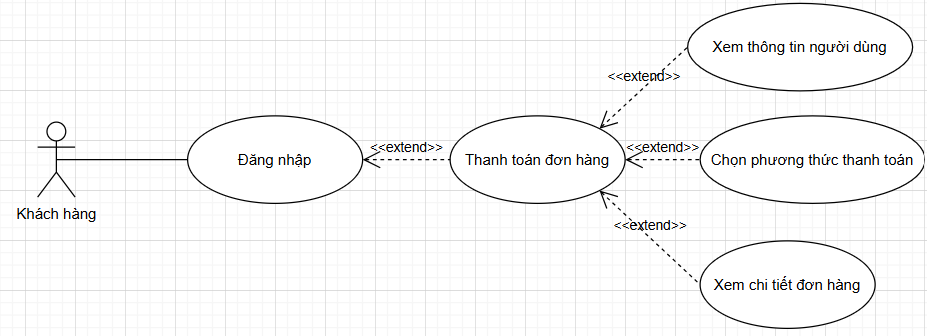 Xem thông tin người dùng
<<extend>>
Đăng nhập
<<extend>>
Thanh toán đơn hàng
<<extend>>
Chọn phương thức thanh toán
Khách hàng
<<extend>>
Xem chi tiết đơn hàng